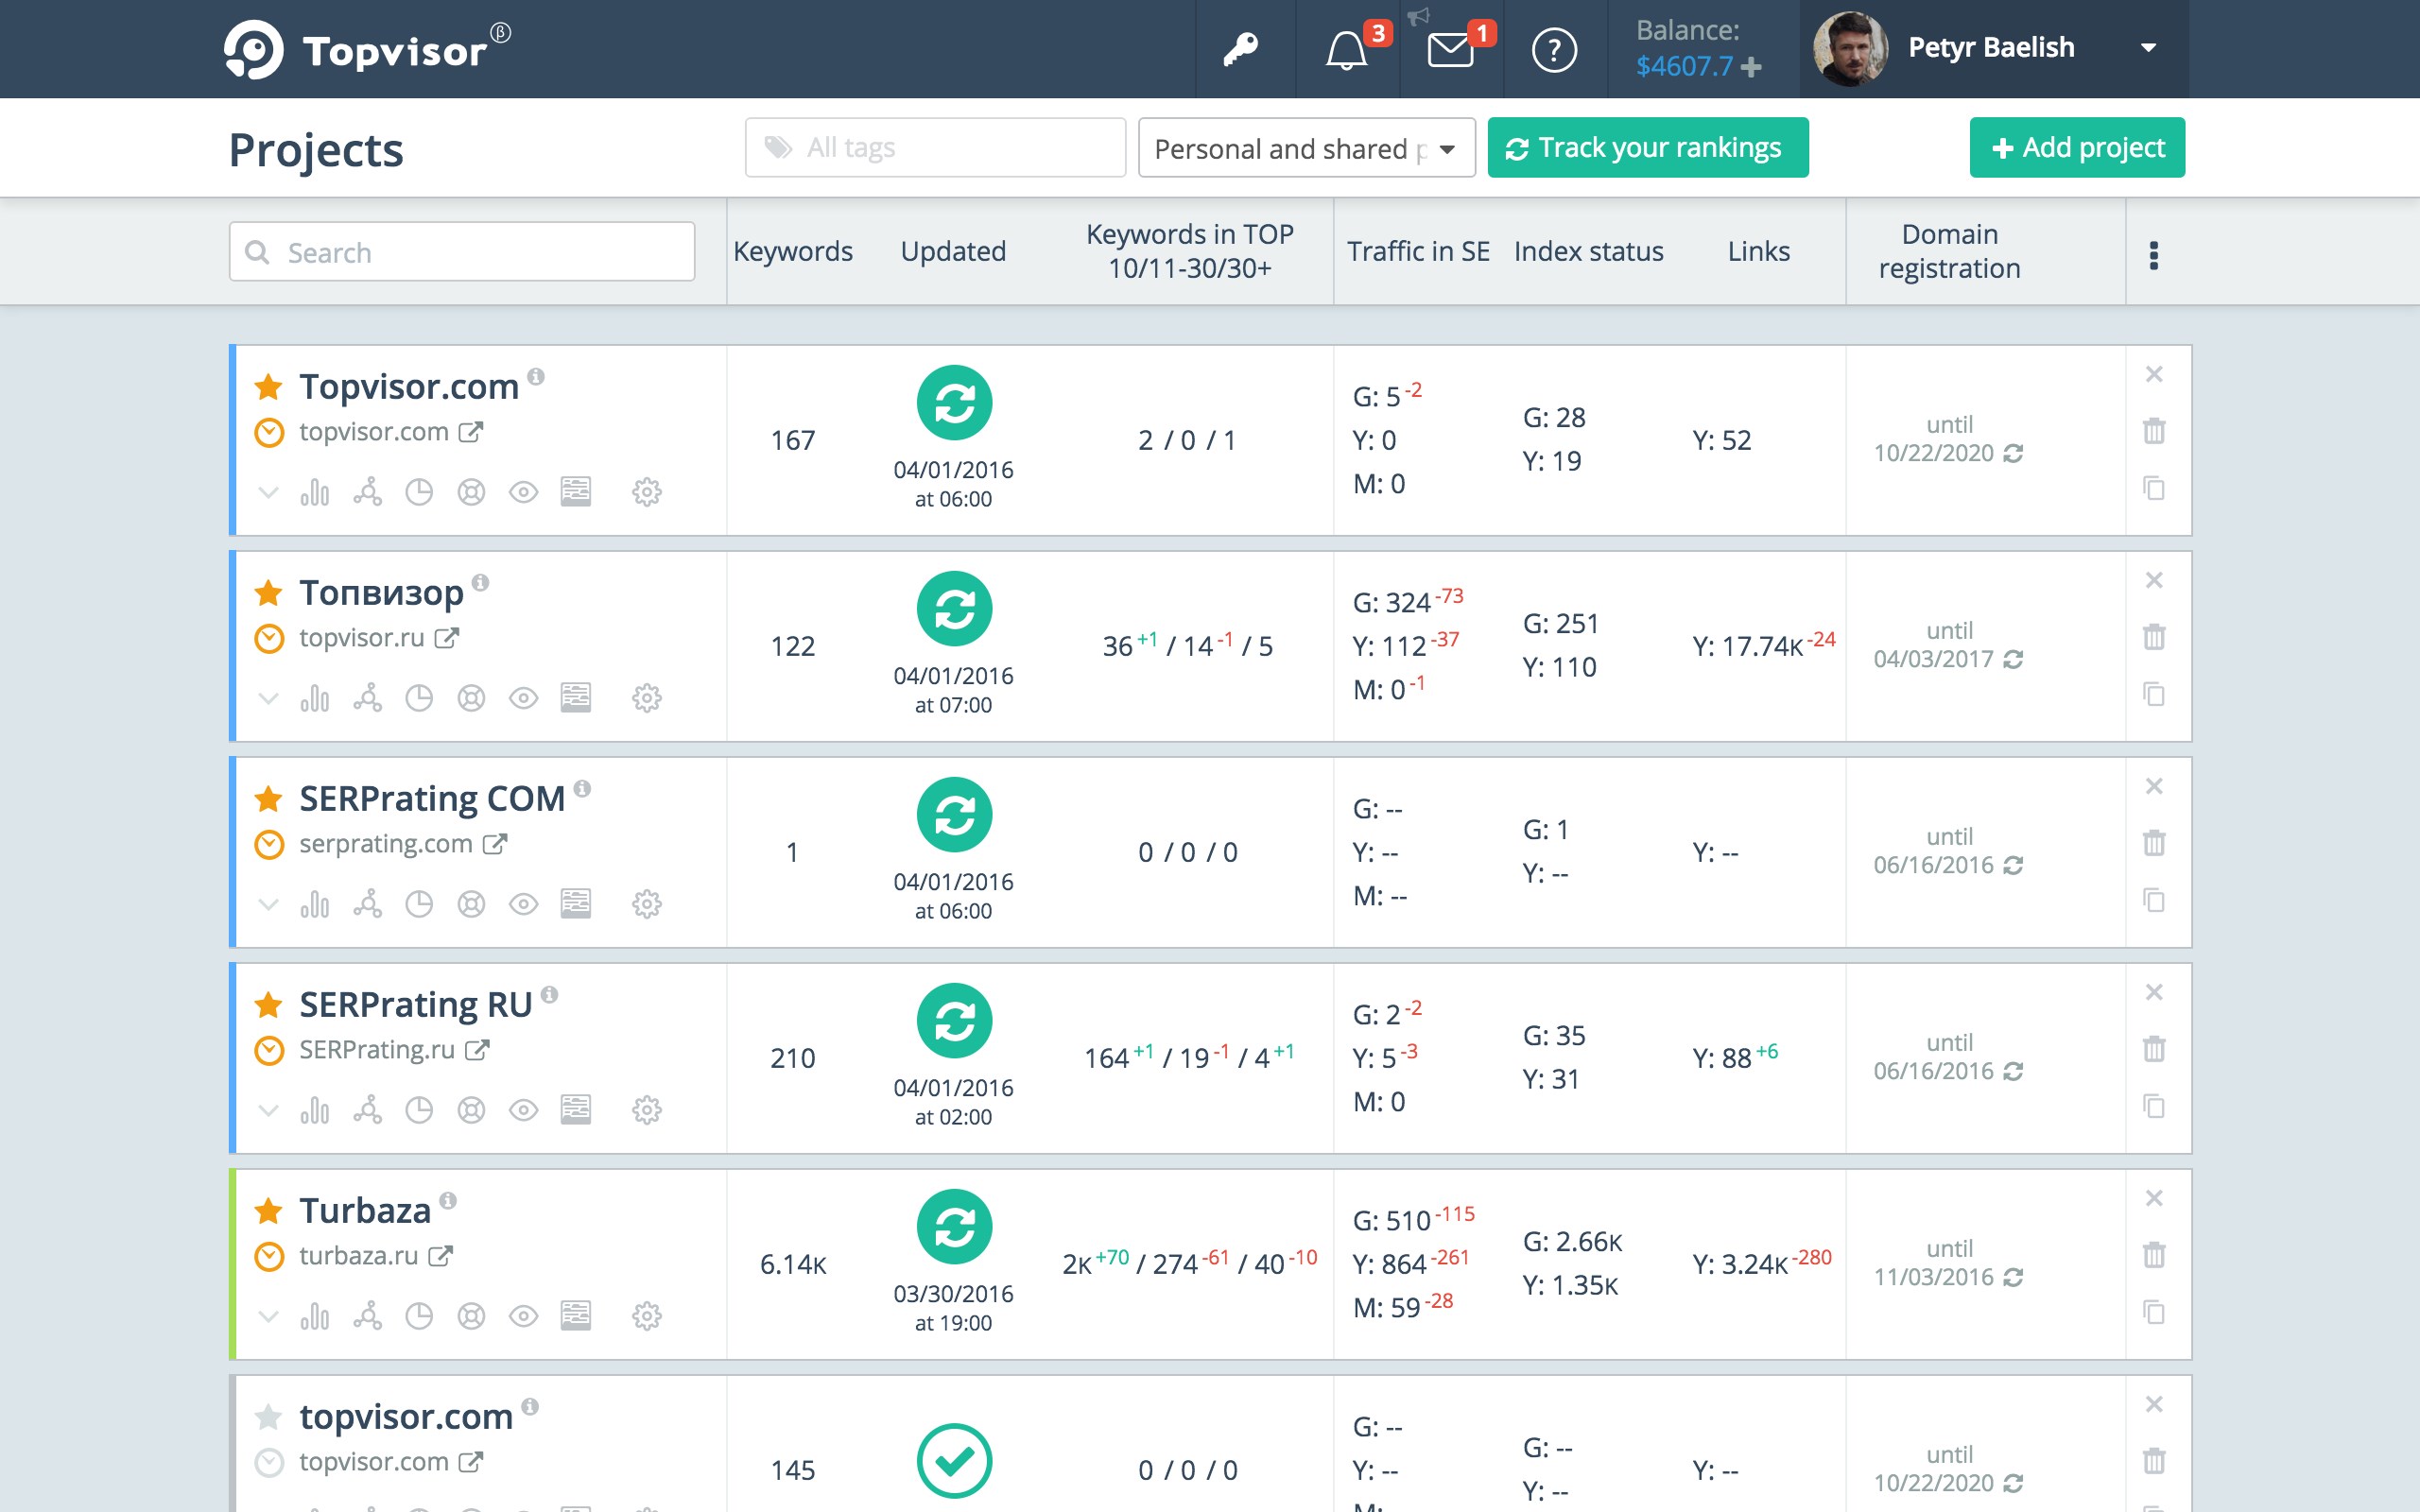 Topvisor β
3
1
?
Balance:
$4607.7
Petyr Baelish
Projects
All tags
Personal and shared p
Track your rankings
Add project
Search
Keywords
Updated
Keywords in TOP
10/11-30/30+
Traffic in SE
Index status
Links
Domain
registration
Topvisor.com
topvisor.com
167
04/01/2016
at 06:00
2 / 0 / 1
G: 5 -2
Y: 0
M: 0
G: 28
Y: 19
Y: 52
until
10/22/2020
Топвизор
topvisor.ru
122
04/01/2016
at 07:00
36 +1 / 14 -1 / 5
G: 324 -73
Y: 112 -37
M: 0 -1
G: 251
Y: 110
Y: 17.74K -24
until
04/03/2017
SERPrating COM
serprating.com
1
04/01/2016
at 06:00
0 / 0 / 0
G: --
Y: --
M: --
G: 1
Y: --
Y: --
until
06/16/2016
SERPrating RU
SERPrating.ru
210
04/01/2016
at 02:00
164 +1 / 19 -1 / 4 +1
G: 2 -2
Y: 5 -3
M: 0
G: 35
Y: 31
Y: 88 +6
until
06/16/2016
Turbaza
turbaza.ru
6.14K
03/30/2016
at 19:00
2K +70 / 274 -61 / 40 -10
G: 510 -115
Y: 864 -261
M: 59 -28
G: 2.66K
Y: 1.35K
Y: 3.24K -280
until
11/03/2016
topvisor.com
topvisor.com
145
0 / 0 / 0
G: --
Y: --
G: --
Y: --
Y: --
until
10/22/2020